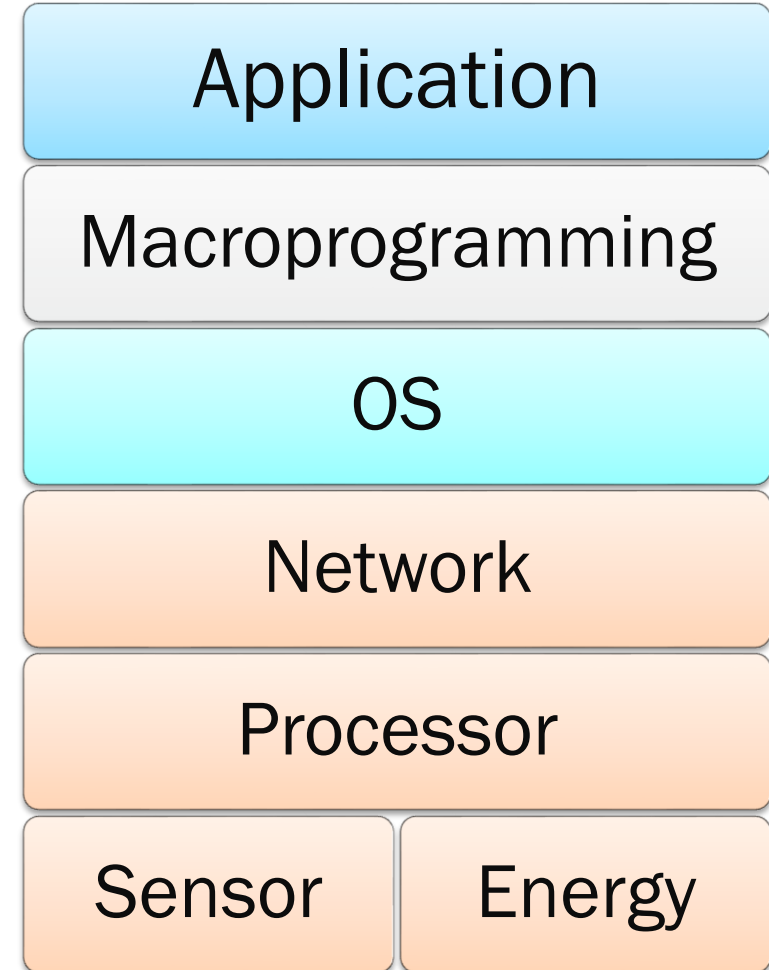 Application
Macroprogramming
OS
Network
Processor
Sensor Energy